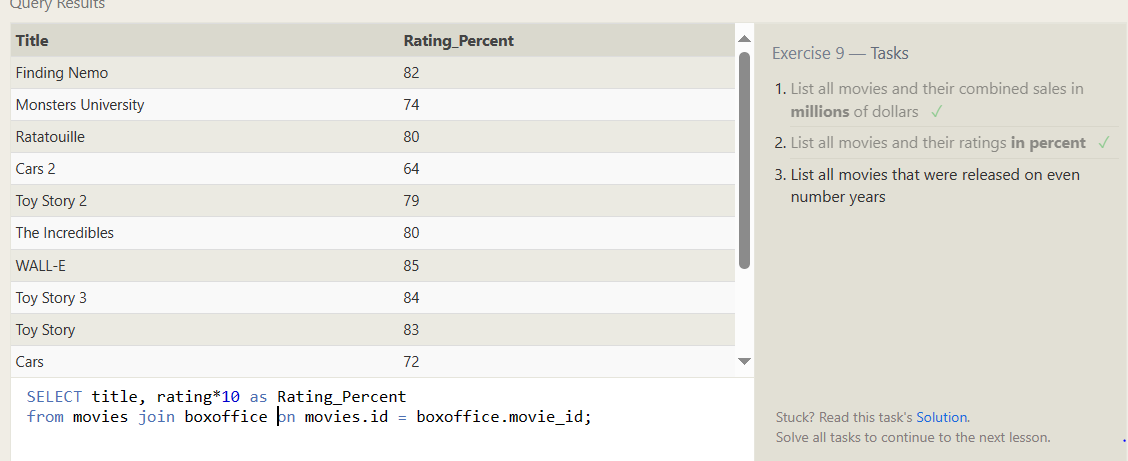 Query Results
Title Rating_Percent
Finding Nemo 82
Monsters University 74
Ratatouille 80
Cars 2 64
Toy Story 2 79
The Incredibles 80
WALL-E 85
Toy Story 3 84
Toy Story 83
Cars 72
SELECT title, rating*10 as Rating_Percent
from movies join boxoffice on movies.id = boxoffice.movie_id;
Exercise 9 — Tasks
1. List all movies and their combined sales in
millions of dollars ✓
2. List all movies and their ratings in percent ✓
3. List all movies that were released on even
number years
Stuck? Read this task's Solution.
Solve all tasks to continue to the next lesson.